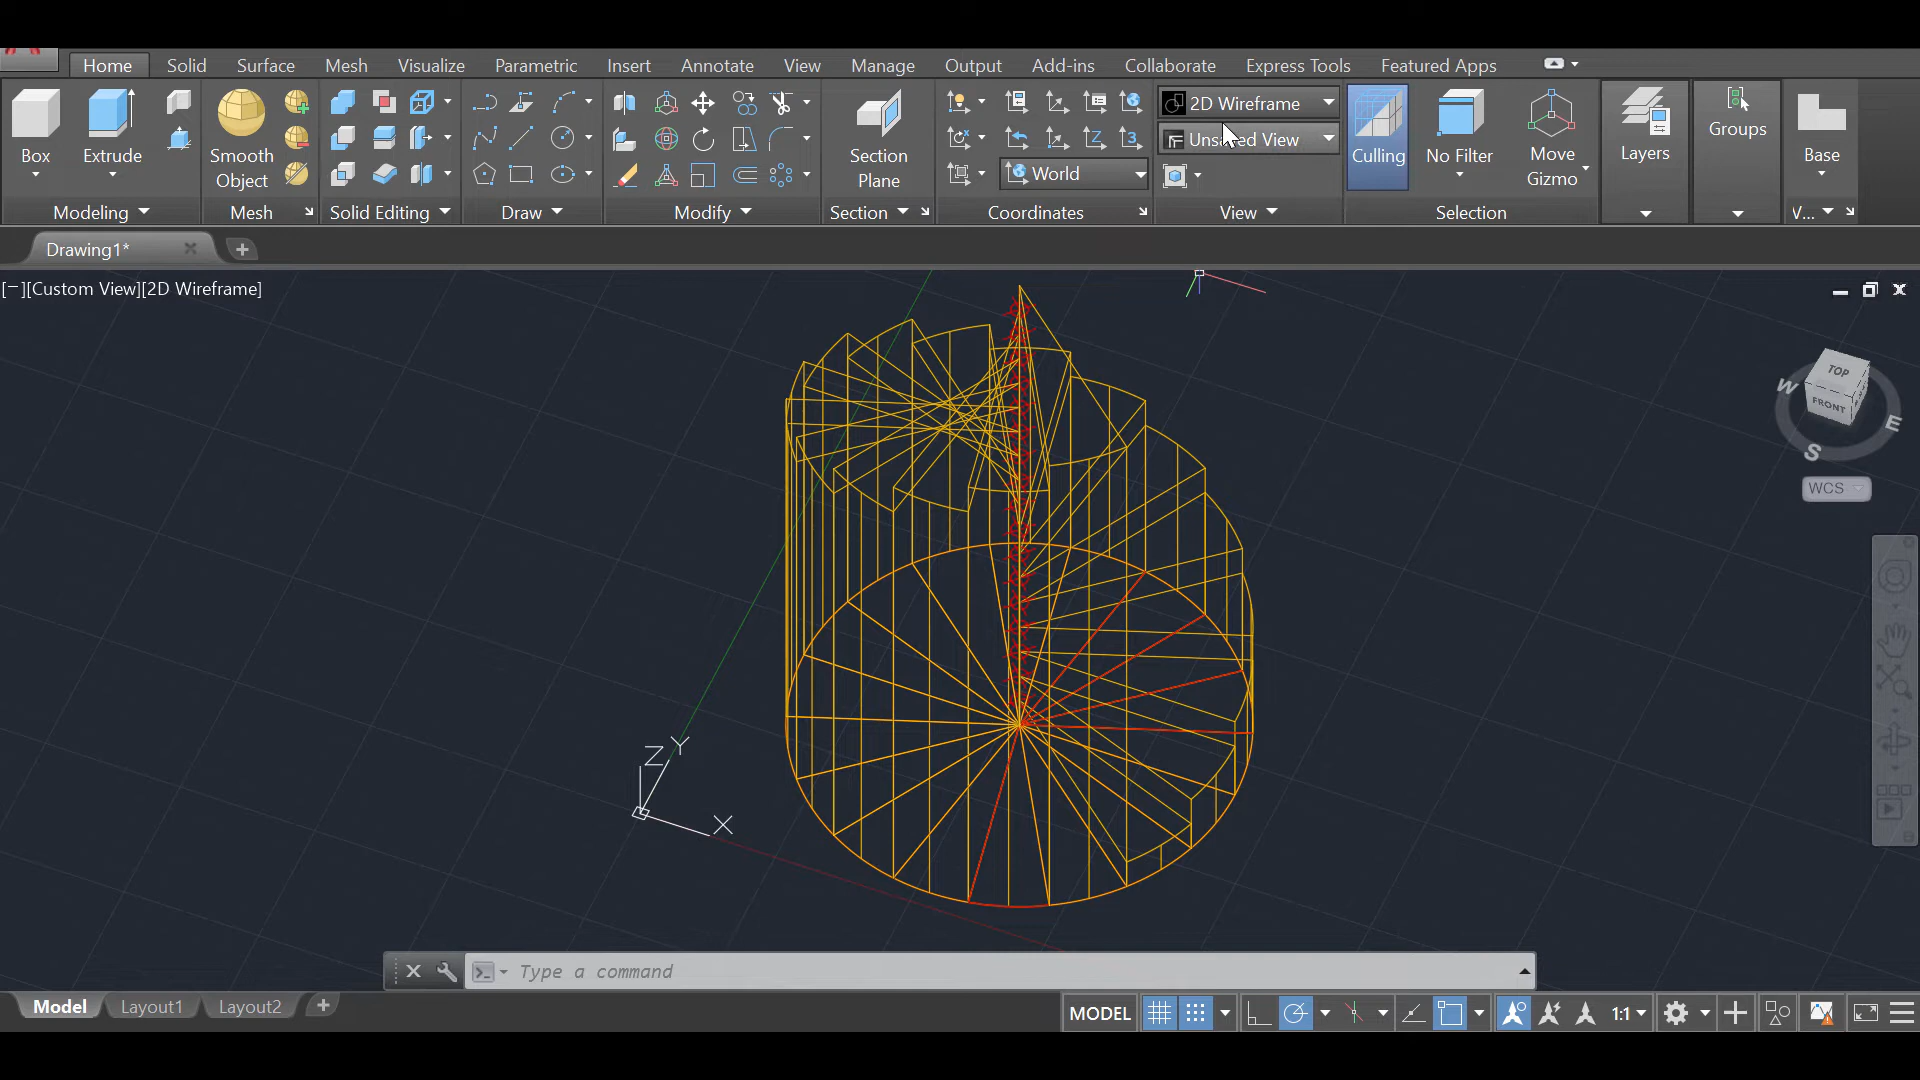 Home Solid Surface Mesh Visualize Parametric Insert Annotate View Manage Output Add-ins Collaborate Express Tools Featured Apps
2D Wireframe
Unsaved View
World
Box
Extrude
Smooth
Object
Section
Plane
Culling
No Filter
Move
Gizmo
Layers
Groups
Base
Modeling Mesh Solid Editing Draw Modify Section Coordinates View Selection V...
Drawing1*
[−][Custom View][2D Wireframe]
TOP
FRONT
W
E
S
WCS
Z Y
X
Type a command
Model Layout1 Layout2
MODEL
1:1